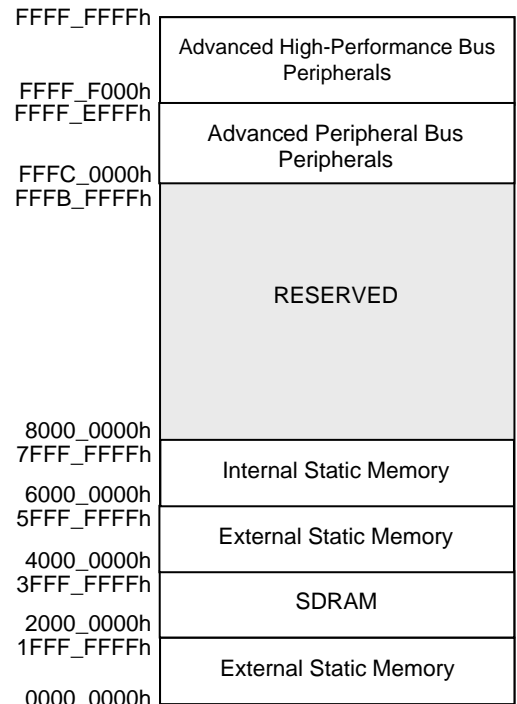 FFFF_FFFFh
Advanced High-Performance Bus
Peripherals
FFFF_F000h
FFFF_EFFFh
Advanced Peripheral Bus
Peripherals
FFFC_0000h
FFFB_FFFFh
RESERVED
8000_0000h
7FFF_FFFFh
Internal Static Memory
6000_0000h
5FFF_FFFFh
External Static Memory
4000_0000h
3FFF_FFFFh
SDRAM
2000_0000h
1FFF_FFFFh
External Static Memory
0000_0000h